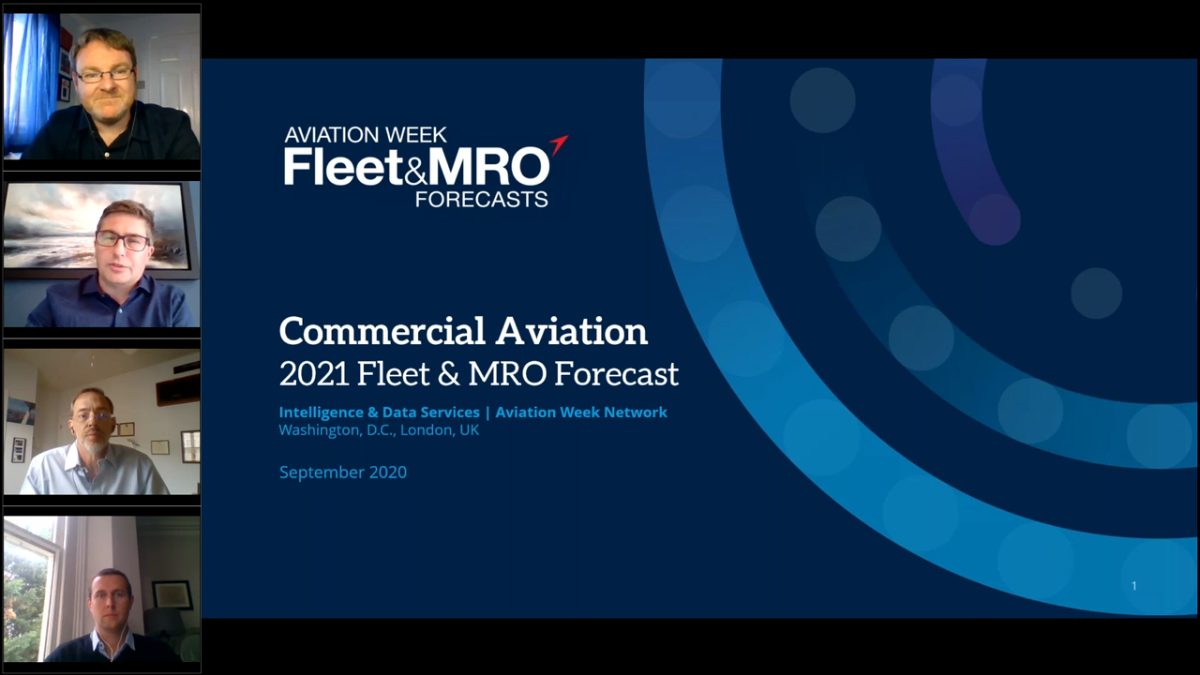 AVIATION WEEK
Fleet&MRO
FORECASTS
Commercial Aviation
2021 Fleet & MRO Forecast
Intelligence & Data Services | Aviation Week Network
Washington, D.C., London, UK
September 2020
1